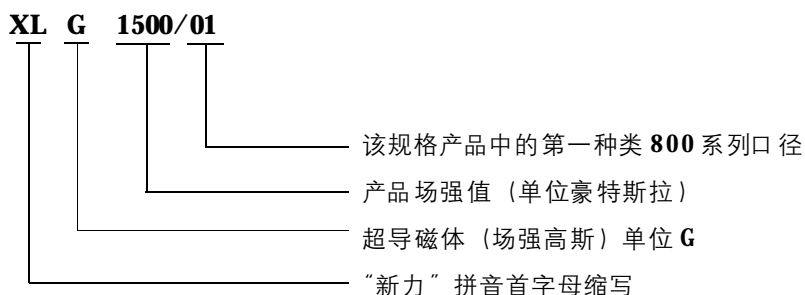 XL G 1500/01
该规格产品中的第一种类 800 系列口径
产品场强值（单位豪特斯拉）
超导磁体（场强高斯）单位 G
“新力”拼音首字母缩写